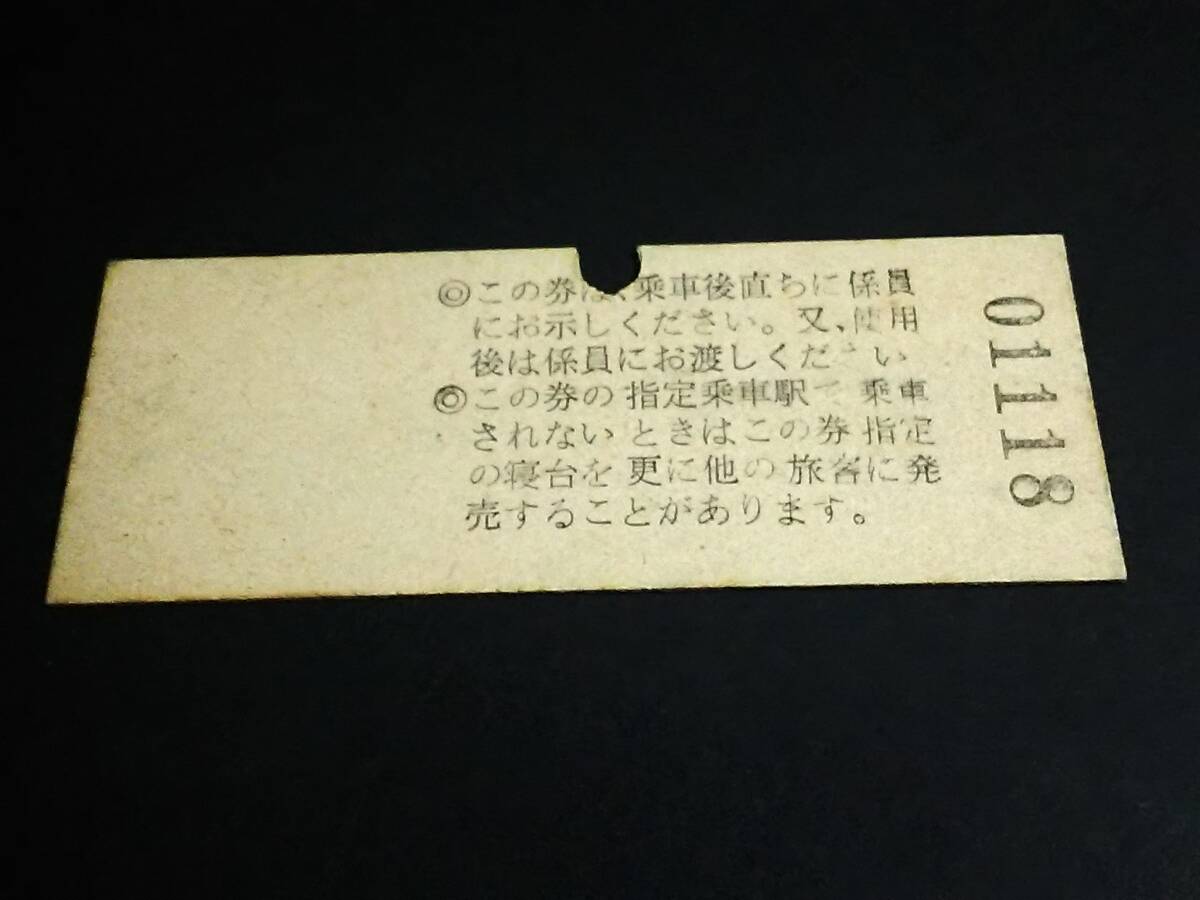 ◎この券は、乗車後直ちに係員
にお示しください。又、使用
後は係員にお渡しください
◎この券の指定乗車駅で乗車
されないときはこの券指定
の寝台を更に他の旅客に発
売することがあります。
01118